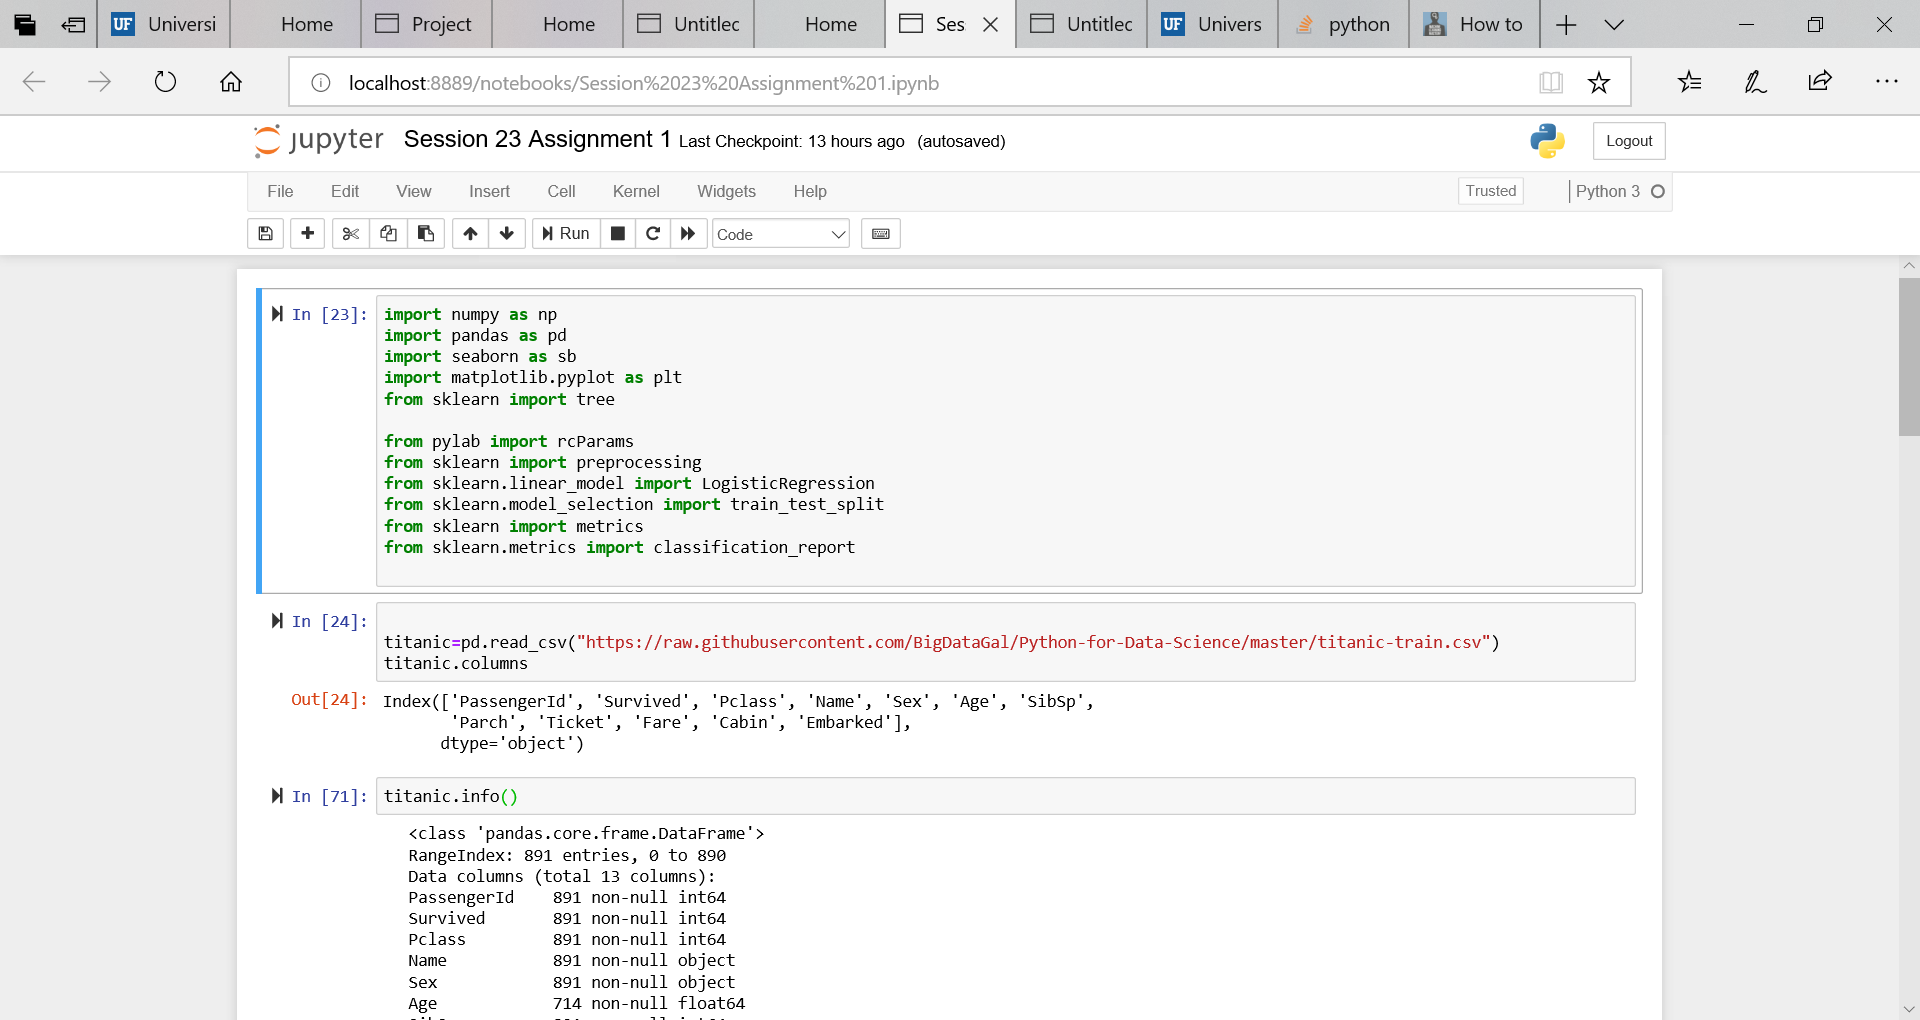 UF Universi
Home
Project
Home
Untitlec
Home
Ses
Untitlec
UF Univers
python
How to
localhost:8889/notebooks/Session%2023%20Assignment%201.ipynb
jupyter Session 23 Assignment 1 Last Checkpoint: 13 hours ago (autosaved)
Logout
File Edit View Insert Cell Kernel Widgets Help
Trusted
Python 3
Run
Code
In [23]: import numpy as np
import pandas as pd
import seaborn as sb
import matplotlib.pyplot as plt
from sklearn import tree
from pylab import rcParams
from sklearn import preprocessing
from sklearn.linear_model import LogisticRegression
from sklearn.model_selection import train_test_split
from sklearn import metrics
from sklearn.metrics import classification_report
In [24]:
titanic=pd.read_csv("https://raw.githubusercontent.com/BigDataGal/Python-for-Data-Science/master/titanic-train.csv")
titanic.columns
Out[24]: Index(['PassengerId', 'Survived', 'Pclass', 'Name', 'Sex', 'Age', 'SibSp',
'Parch', 'Ticket', 'Fare', 'Cabin', 'Embarked'],
dtype='object')
In [71]: titanic.info()
<class 'pandas.core.frame.DataFrame'>
RangeIndex: 891 entries, 0 to 890
Data columns (total 13 columns):
PassengerId 891 non-null int64
Survived 891 non-null int64
Pclass 891 non-null int64
Name 891 non-null object
Sex 891 non-null object
Age 714 non-null float64